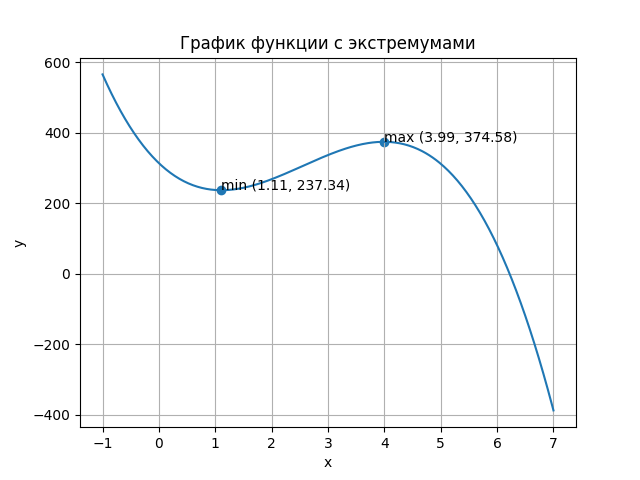 График функции с экстремумами
600
400
200
0
−200
−400
y
max (3.99, 374.58)
min (1.11, 237.34)
−1 0 1 2 3 4 5 6 7
x